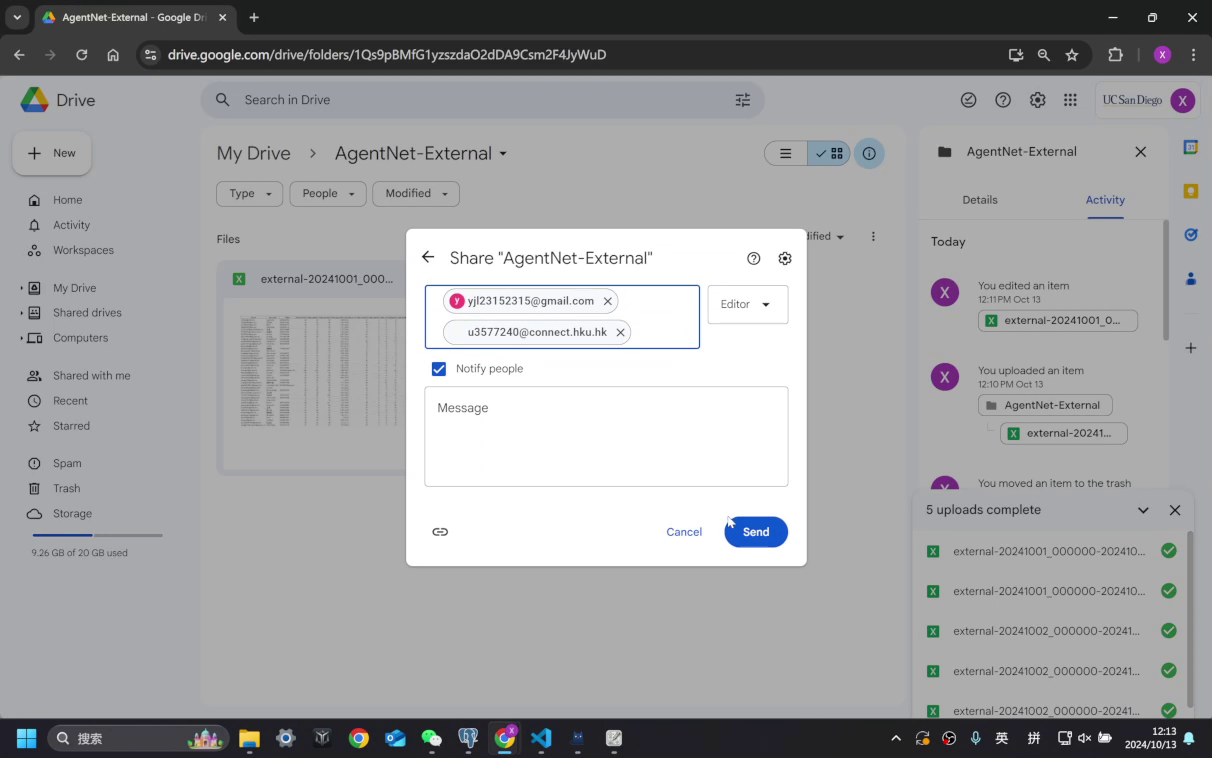 AgentNet-External - Google Dr
drive.google.com/drive/folders/1Qs9pBMfG1yzszdaO2dDA9Csm2F4JyWuD
X
Drive
Search in Drive
UC San Diego
X
New
Home
Activity
Workspaces
My Drive
Shared drives
Computers
Shared with me
Recent
Starred
Spam
Trash
Storage
9.26 GB of 20 GB used
My Drive
AgentNet-External
Type
People
Modified
Files
dified
external-20241001_000...
Share "AgentNet-External"
y yjl23152315@gmail.com
u3577240@connect.hku.hk
Editor
Notify people
Message
Cancel
Send
AgentNet-External
Details
Activity
Today
X
You edited an item
12:11 PM Oct 13
external-20241001_0...
X
You uploaded an item
12:10 PM Oct 13
AgentNet-External
external-20241...
You moved an item to the trash
5 uploads complete
external-20241001_000000-202410...
external-20241001_000000-202410...
external-20241002_000000-20241...
external-20241002_000000-20241...
external-20241002_000000-20241...
搜索
英
拼
12:13
2024/10/13